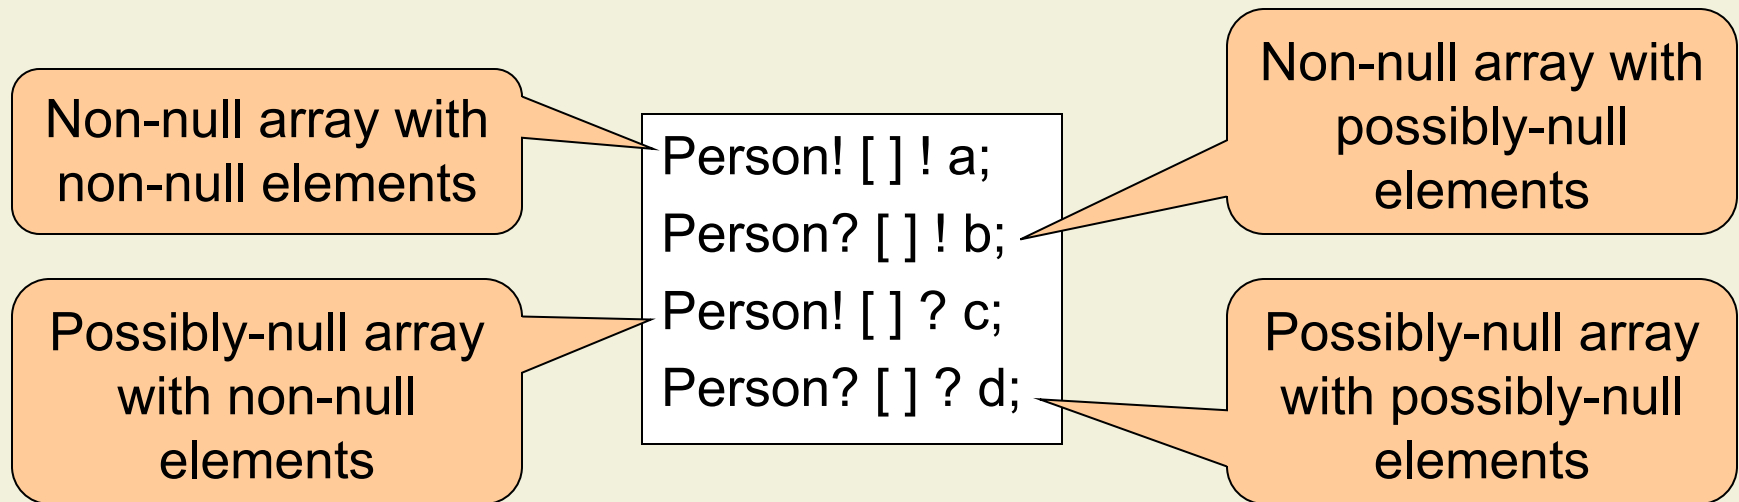 Non-null array with
non-null elements
Person! [ ] ! a;
Person? [ ] ! b;
Person! [ ] ? c;
Person? [ ] ? d;
Non-null array with
possibly-null
elements
Possibly-null array
with non-null
elements
Possibly-null array
with possibly-null
elements